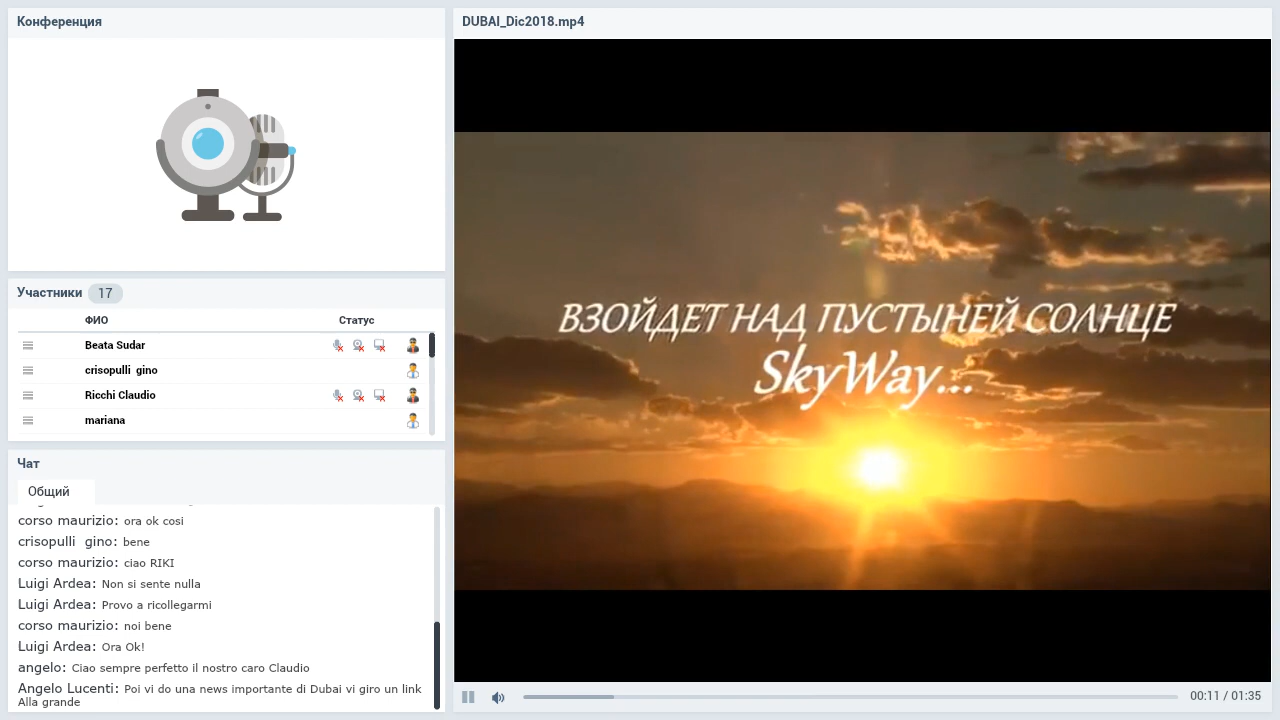 Конференция
Участники 17
ФИО Статус
Beata Sudar
crisopulli gino
Ricchi Claudio
mariana
Чат
Общий
corso maurizio: ora ok cosi
crisopulli gino: bene
corso maurizio: ciao RIKI
Luigi Ardea: Non si sente nulla
Luigi Ardea: Provo a ricollegarmi
corso maurizio: noi bene
Luigi Ardea: Ora Ok!
angelo: Ciao sempre perfetto il nostro caro Claudio
Angelo Lucenti: Poi vi do una news importante di Dubai vi giro un link
Alla grande
DUBAI_Dic2018.mp4
ВЗОЙДЕТ НАД ПУСТЫНЕЙ СОЛНЦЕ
SkyWay...
00:11 / 01:35